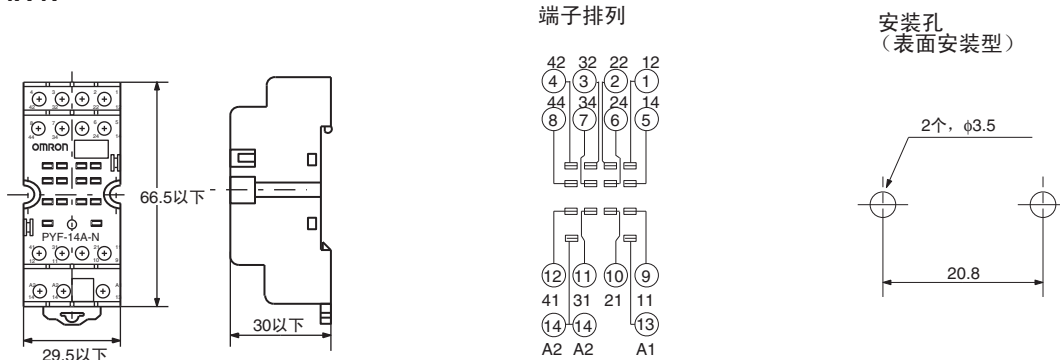 端子排列
安装孔
（表面安装型）
42 32 22 12
4 3 2 1
44 34 24 14
8 7 6 5
12 11 10 9
41 31 21 11
14 14 13
A2 A2 A1
2个，ϕ3.5
20.8
OMRON
PYF-14A-N
66.5以下
29.5以下
30以下